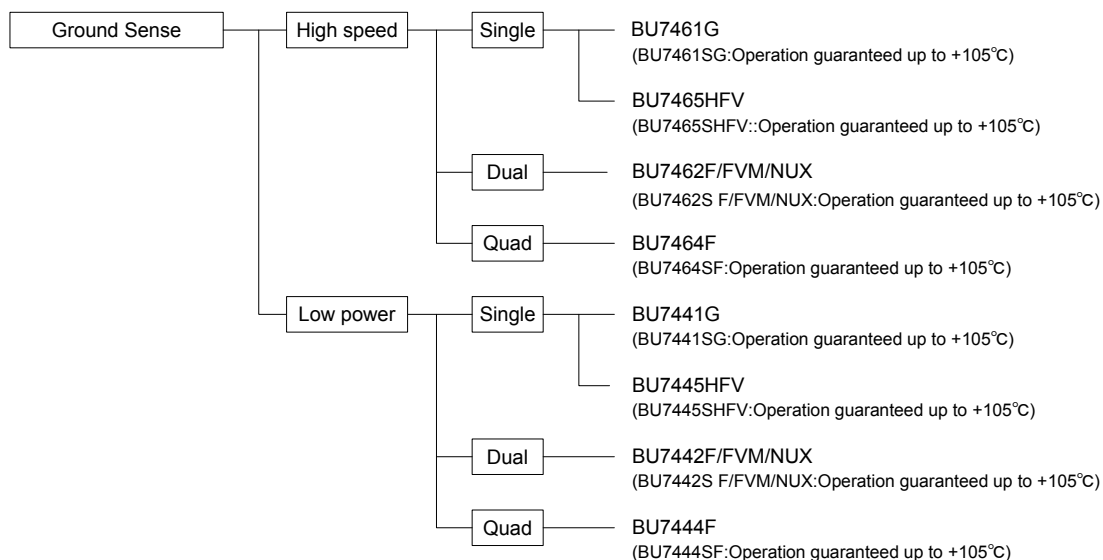 Ground Sense
High speed
Single
BU7461G
(BU7461SG:Operation guaranteed up to +105℃)
BU7465HFV
(BU7465SHFV::Operation guaranteed up to +105℃)
Dual
BU7462F/FVM/NUX
(BU7462S F/FVM/NUX:Operation guaranteed up to +105℃)
Quad
BU7464F
(BU7464SF:Operation guaranteed up to +105℃)
Low power
Single
BU7441G
(BU7441SG:Operation guaranteed up to +105℃)
BU7445HFV
(BU7445SHFV:Operation guaranteed up to +105℃)
Dual
BU7442F/FVM/NUX
(BU7442S F/FVM/NUX:Operation guaranteed up to +105℃)
Quad
BU7444F
(BU7444SF:Operation guaranteed up to +105℃)